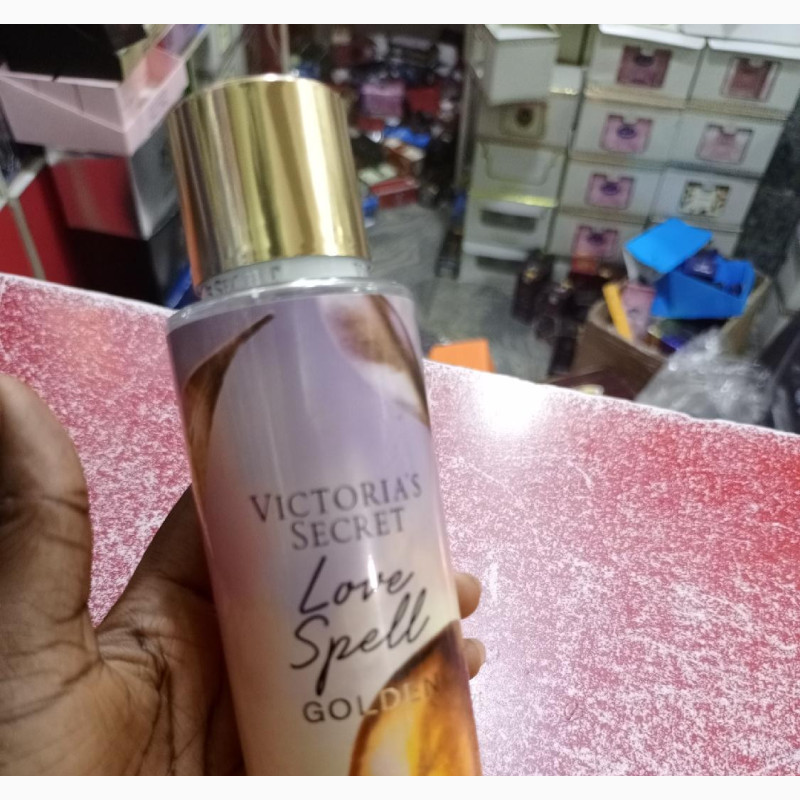 VICTORIA'S
SECRET
Love
Spell
GOLDEN